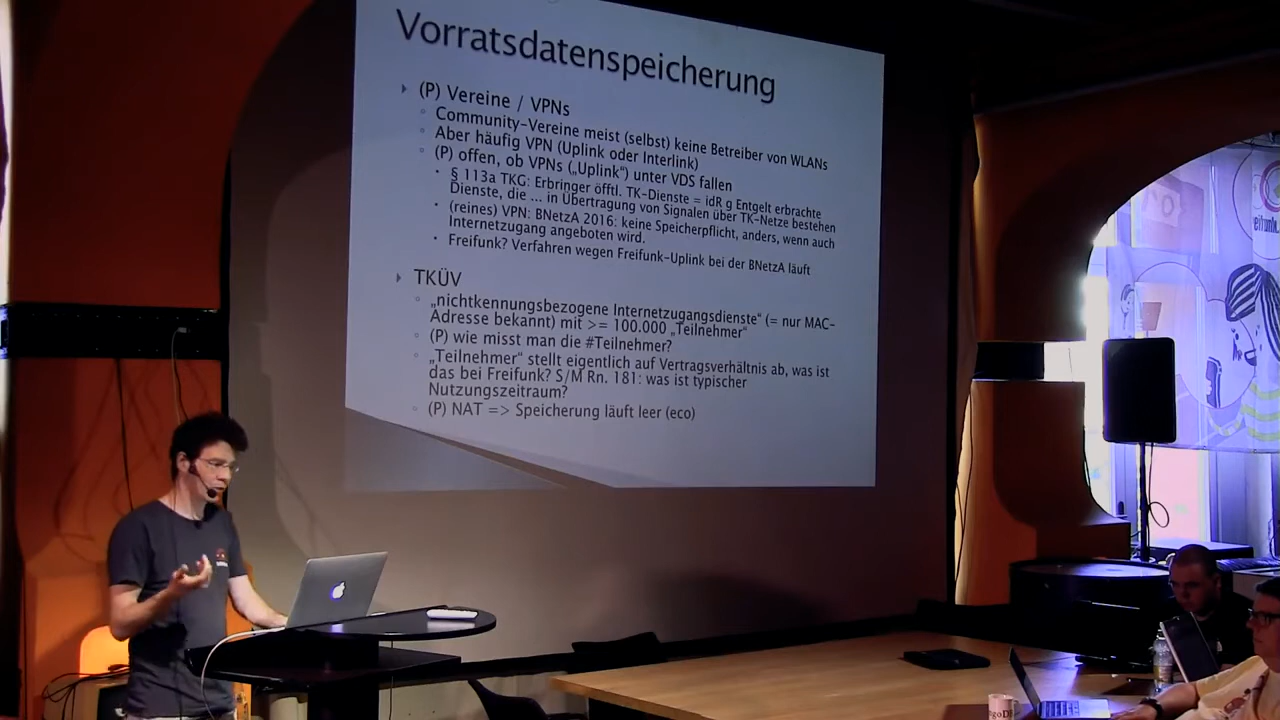 Vorratsdatenspeicherung
(P) Vereine / VPNs
Community-Vereine meist (selbst) keine Betreiber von WLANs
Aber häufig VPN (Uplink oder Interlink)
(P) offen, ob VPNs („Uplink“) unter VDS fallen
§ 113a TKG: Erbringer öfftl. TK-Dienste = idR g Entgelt erbrachte
Dienste, die ... in Übertragung von Signalen über TK-Netze bestehen
(reines) VPN: BNetzA 2016: keine Speicherpflicht, anders, wenn auch
Internetzugang angeboten wird.
Freifunk? Verfahren wegen Freifunk-Uplink bei der BNetzA läuft
TKÜV
„nichtkennungsbezogene Internetzugangsdienste“ (= nur MAC-
Adresse bekannt) mit >= 100.000 „Teilnehmer“
(P) wie misst man die #Teilnehmer?
„Teilnehmer“ stellt eigentlich auf Vertragsverhältnis ab, was ist
das bei Freifunk? S/M Rn. 181: was ist typischer
Nutzungszeitraum?
(P) NAT => Speicherung läuft leer (eco)